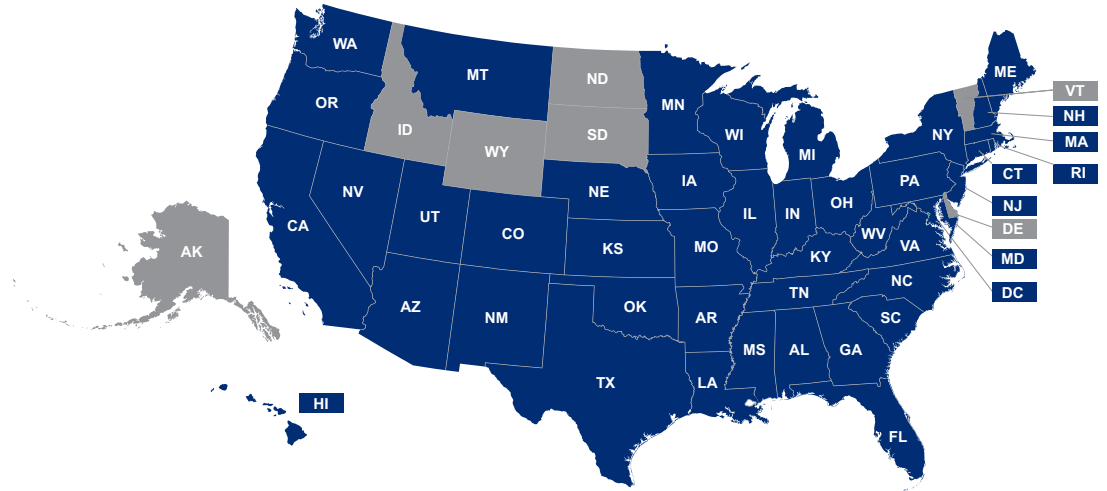 WA
MT
ND
ME
VT
OR
MN
NH
ID
SD
WI
NY
MA
WY
MI
CT
RI
NV
NE
IA
PA
UT
IL
IN
OH
NJ
CA
CO
DE
AK
KS
MO
WV
VA
KY
MD
NC
DC
AZ
NM
OK
AR
TN
SC
MS
AL
GA
TX
LA
HI
FL